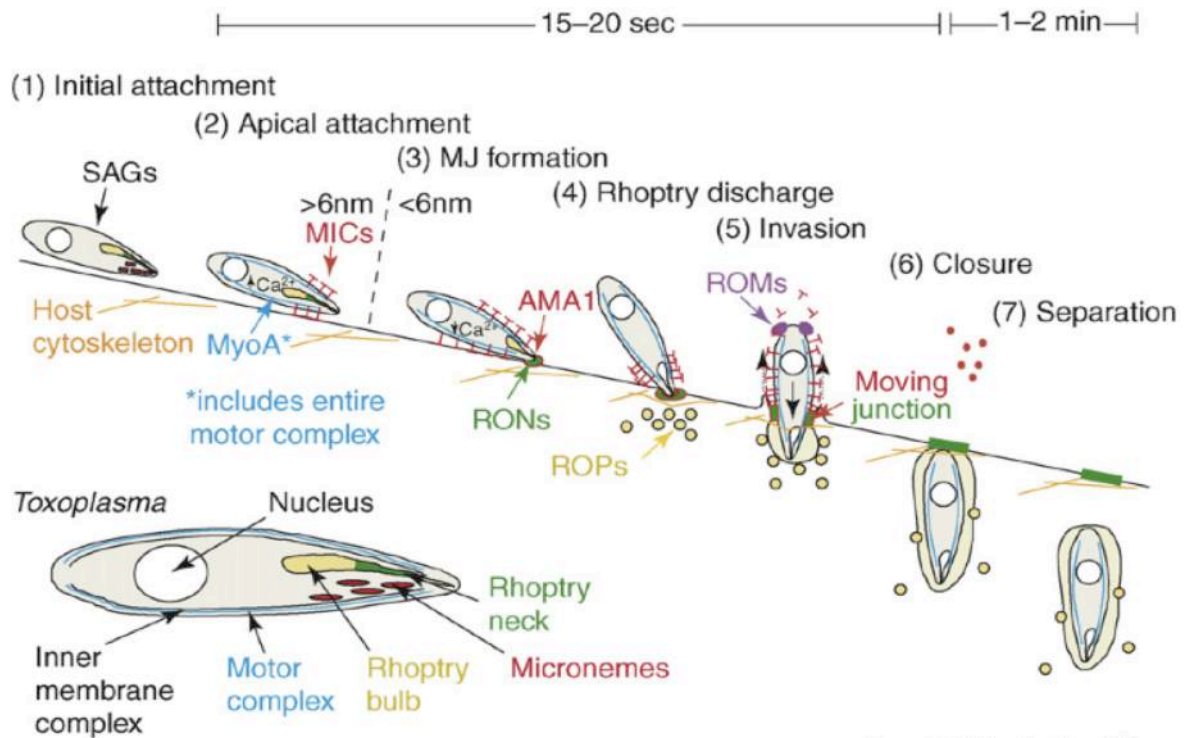 15–20 sec
1–2 min
(1) Initial attachment
(2) Apical attachment
(3) MJ formation
(4) Rhoptry discharge
(5) Invasion
(6) Closure
(7) Separation
SAGs
>6nm
<6nm
MICs
Ca2+
Ca2+
AMA1
ROMs
Host
cytoskeleton
MyoA*
*includes entire
motor complex
RONs
ROPs
Moving
junction
Toxoplasma
Nucleus
Rhoptry
neck
Inner
membrane
complex
Motor
complex
Rhoptry
bulb
Micronemes